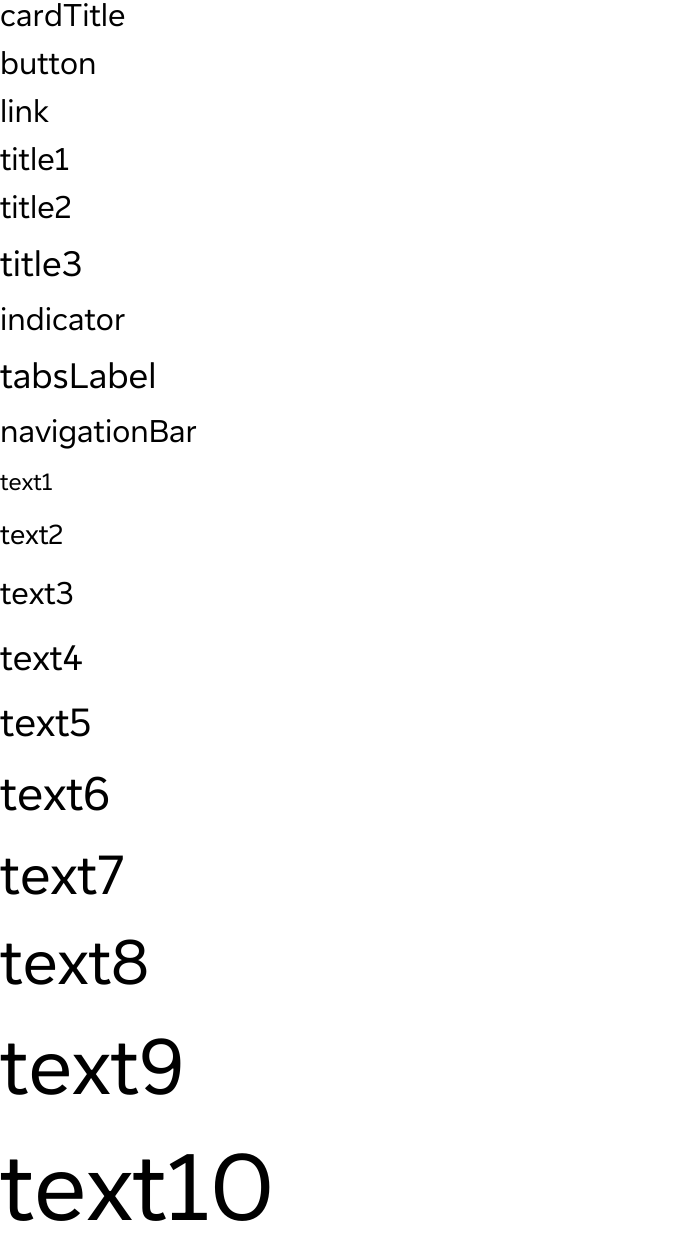 cardTitle
button
link
title1
title2
title3
indicator
tabsLabel
navigationBar
text1
text2
text3
text4
text5
text6
text7
text8
text9
text10